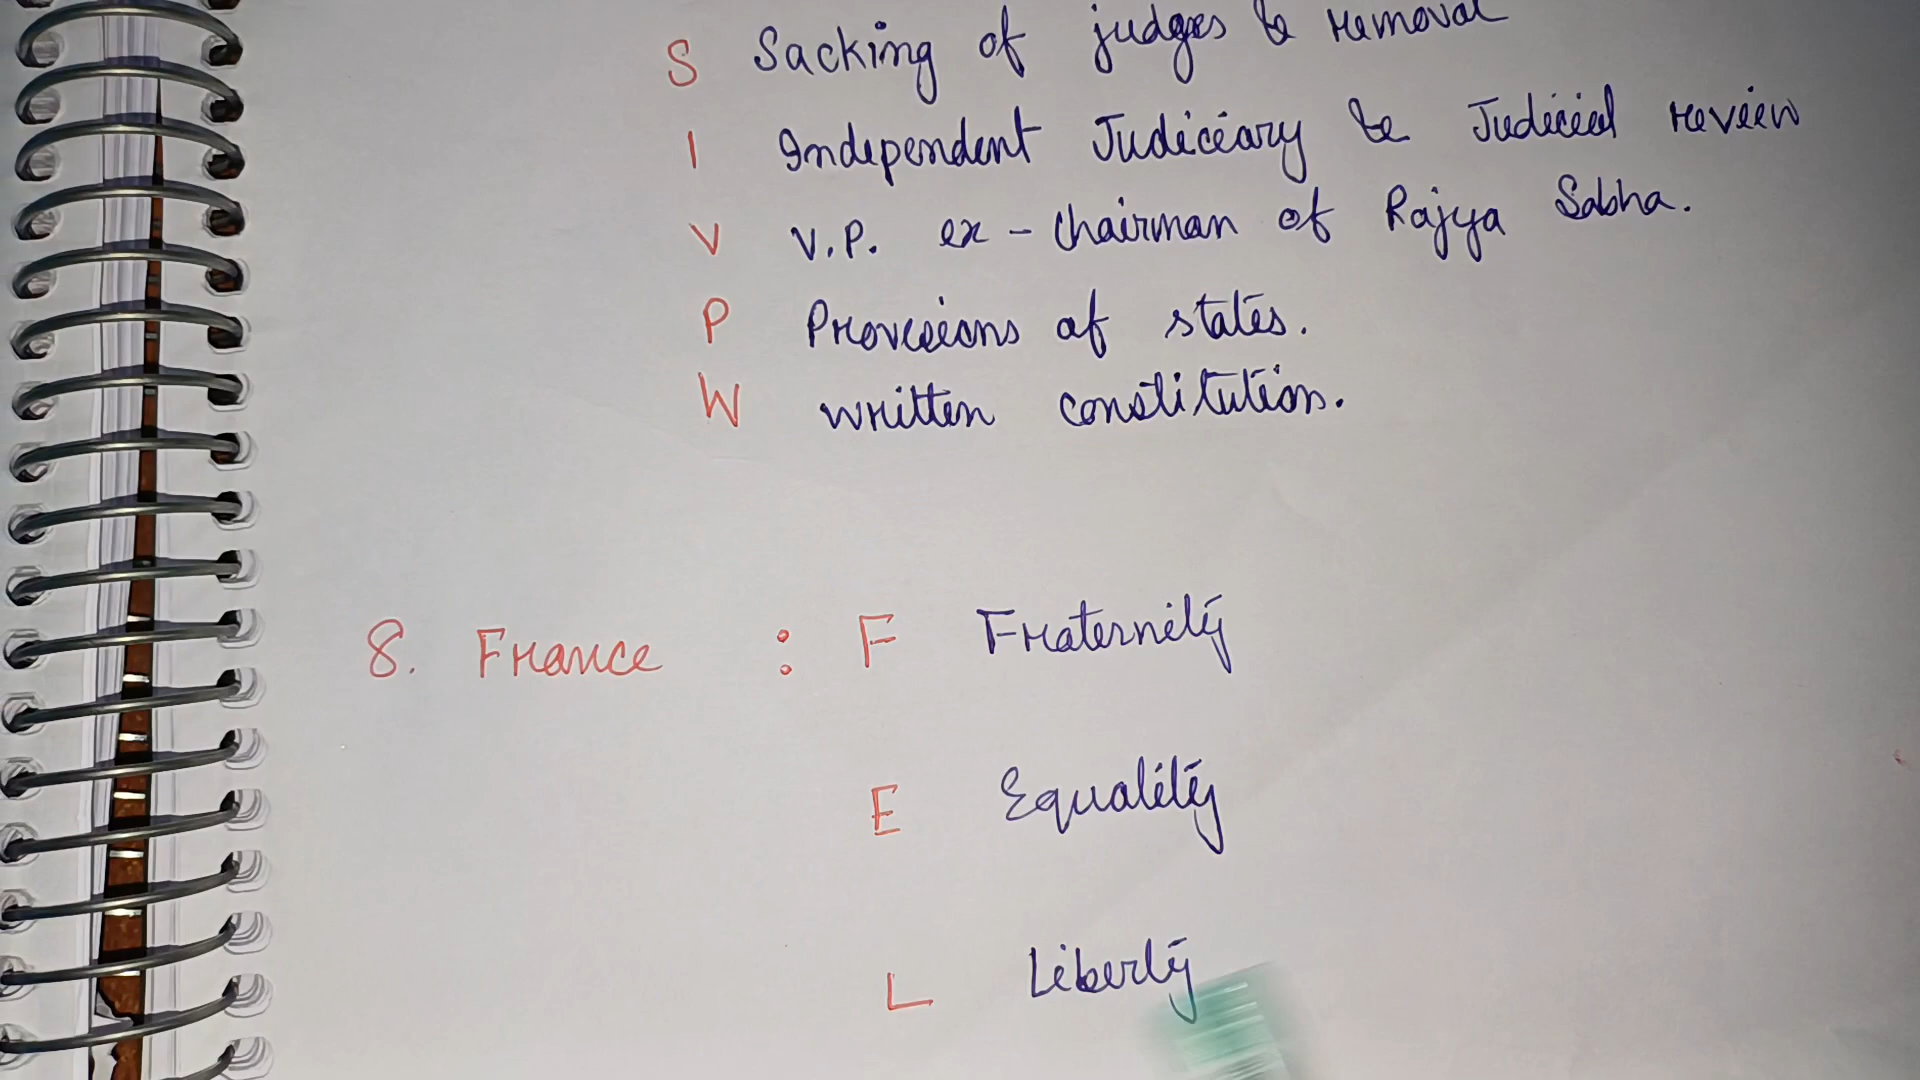 S Sacking of judges & removal
I Independent Judiciary & Judicial review
V V.P. ex-chairman of Rajya Sabha.
P Provisions of states.
W written constitution.
8. France : F Fraternity
E Equality
L Liberty